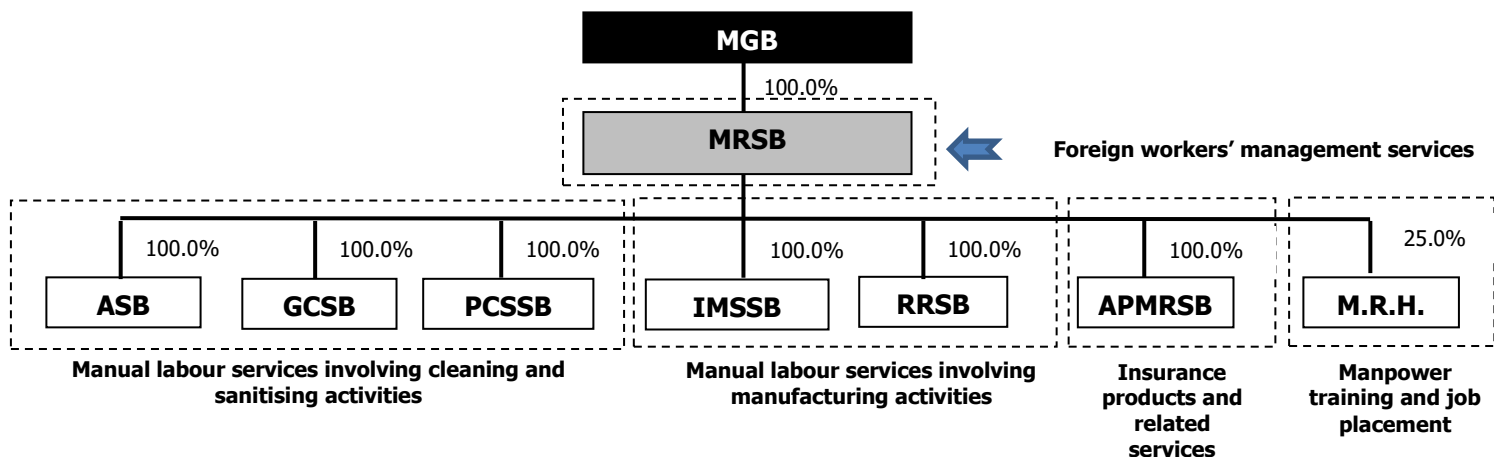 MGB
100.0%
MRSB
Foreign workers’ management services
100.0%
100.0%
100.0%
100.0%
100.0%
100.0%
25.0%
ASB
GCSB
PCSSB
IMSSB
RRSB
APMRSB
M.R.H.
Manual labour services involving cleaning and
sanitising activities
Manual labour services involving
manufacturing activities
Insurance
products and
related
services
Manpower
training and job
placement